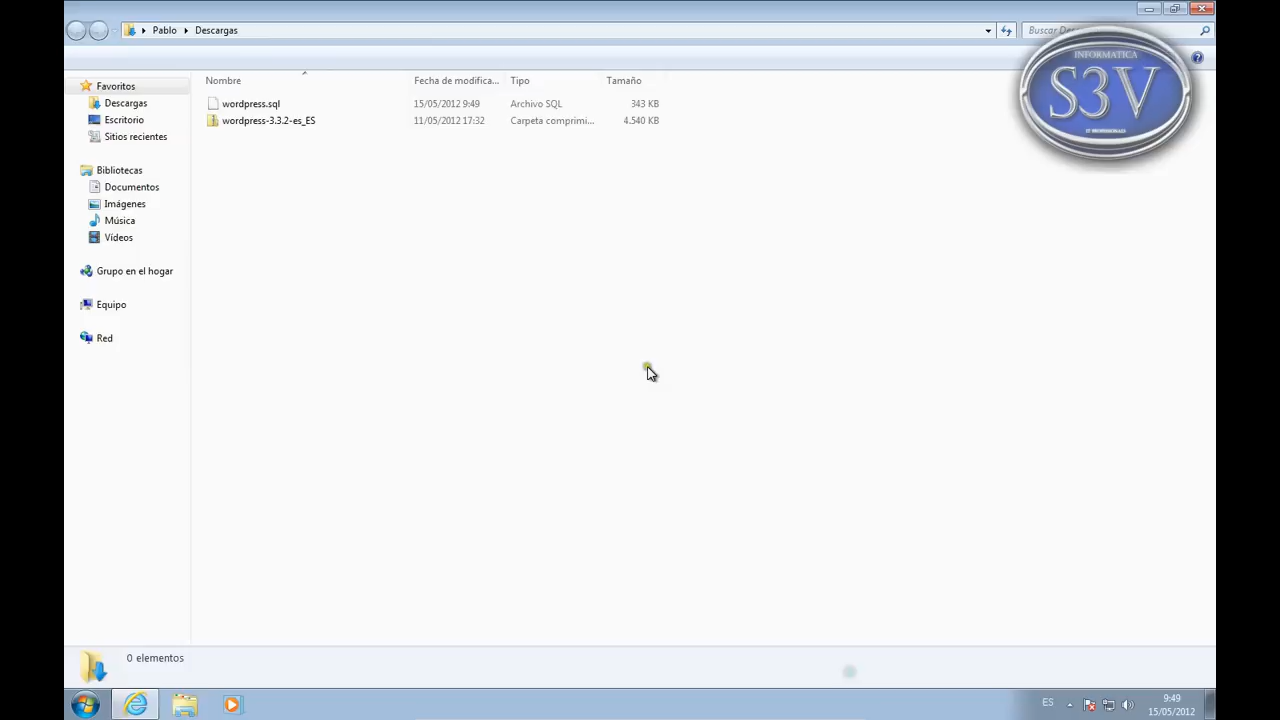 Pablo Descargas
Buscar Des
INFORMATICA
S3V
IT PROFESIONALS
Nombre Fecha de modifica... Tipo Tamaño
wordpress.sql 15/05/2012 9:49 Archivo SQL 343 KB
wordpress-3.3.2-es_ES 11/05/2012 17:32 Carpeta comprimi... 4.540 KB
Favoritos
Descargas
Escritorio
Sitios recientes
Bibliotecas
Documentos
Imágenes
Música
Vídeos
Grupo en el hogar
Equipo
Red
0 elementos
ES
9:49
15/05/2012